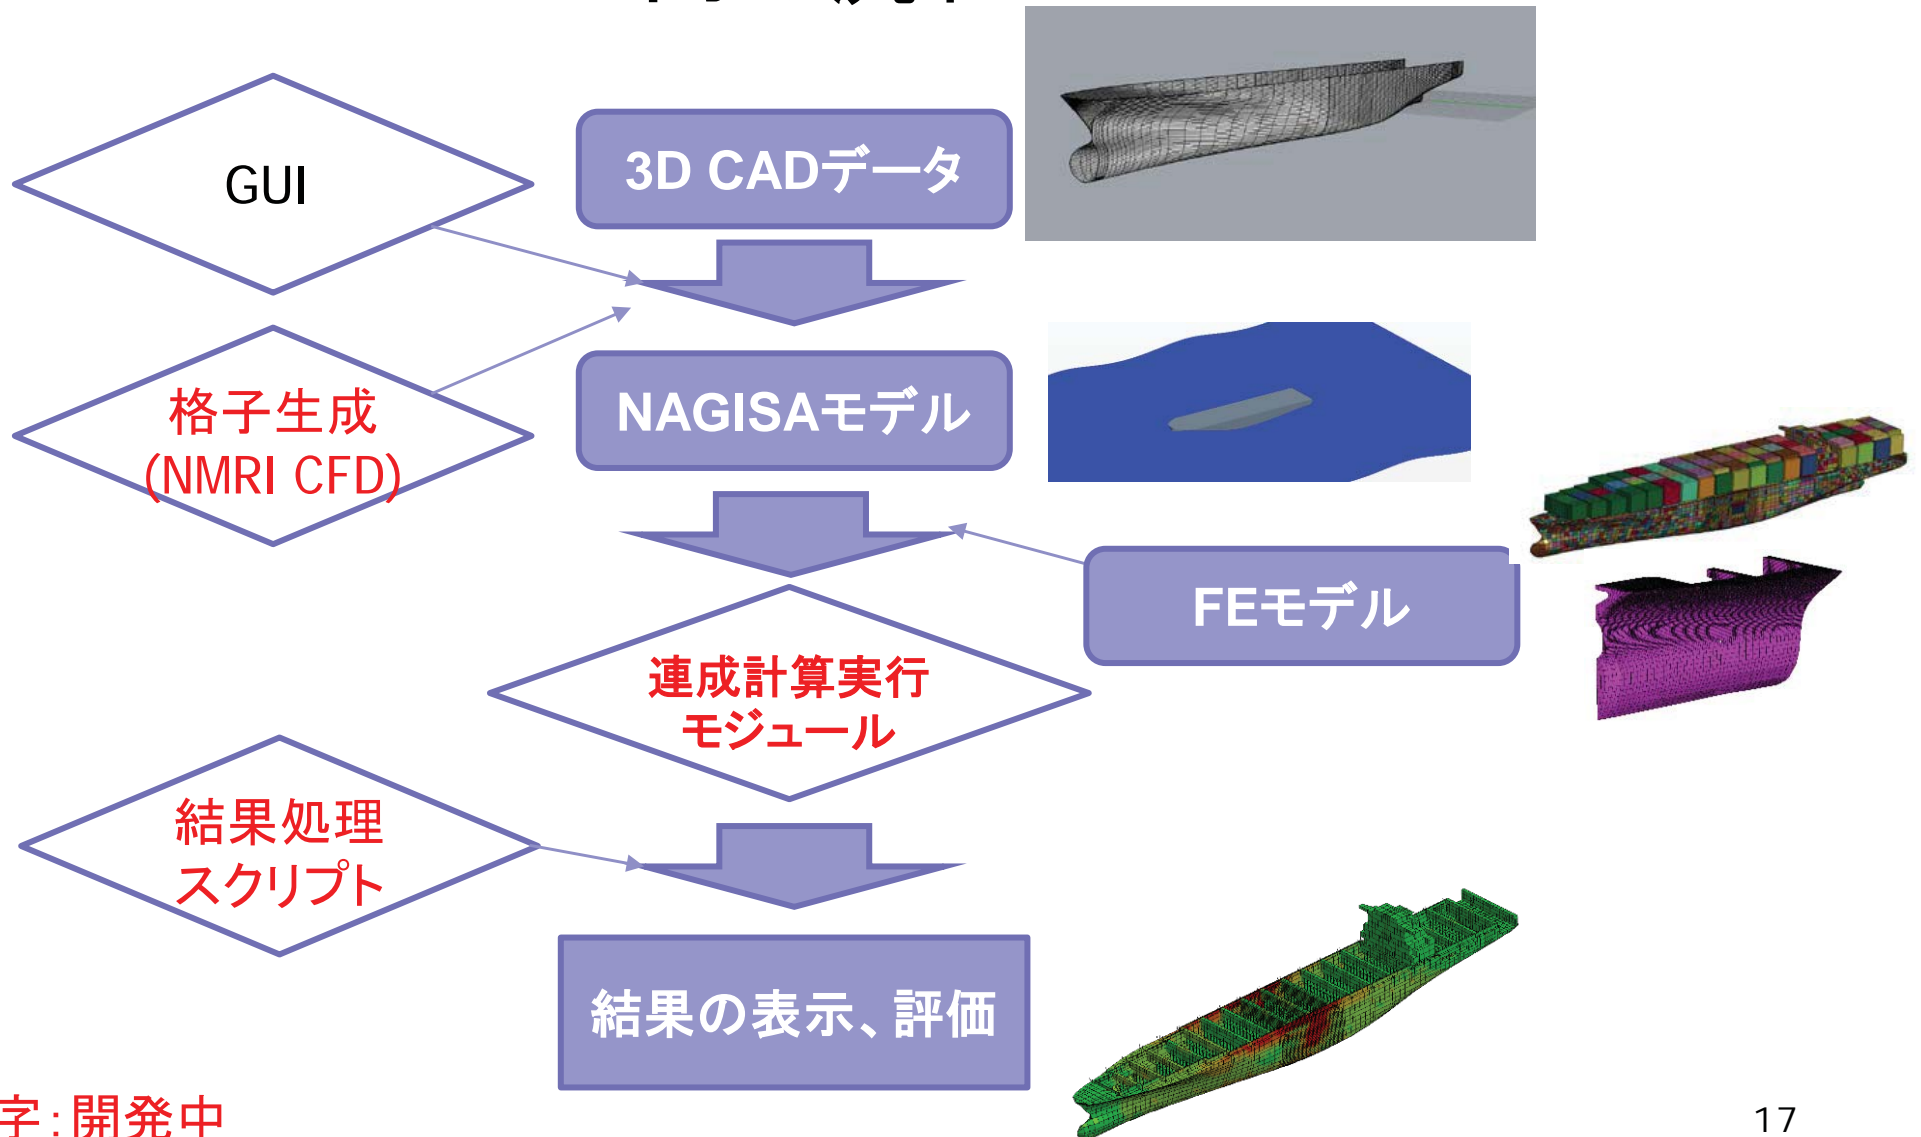 GUI
3D CADデータ
格子生成
(NMRI CFD)
NAGISAモデル
FEモデル
連成計算実行
モジュール
結果処理
スクリプト
結果の表示、評価
字:開発中
17